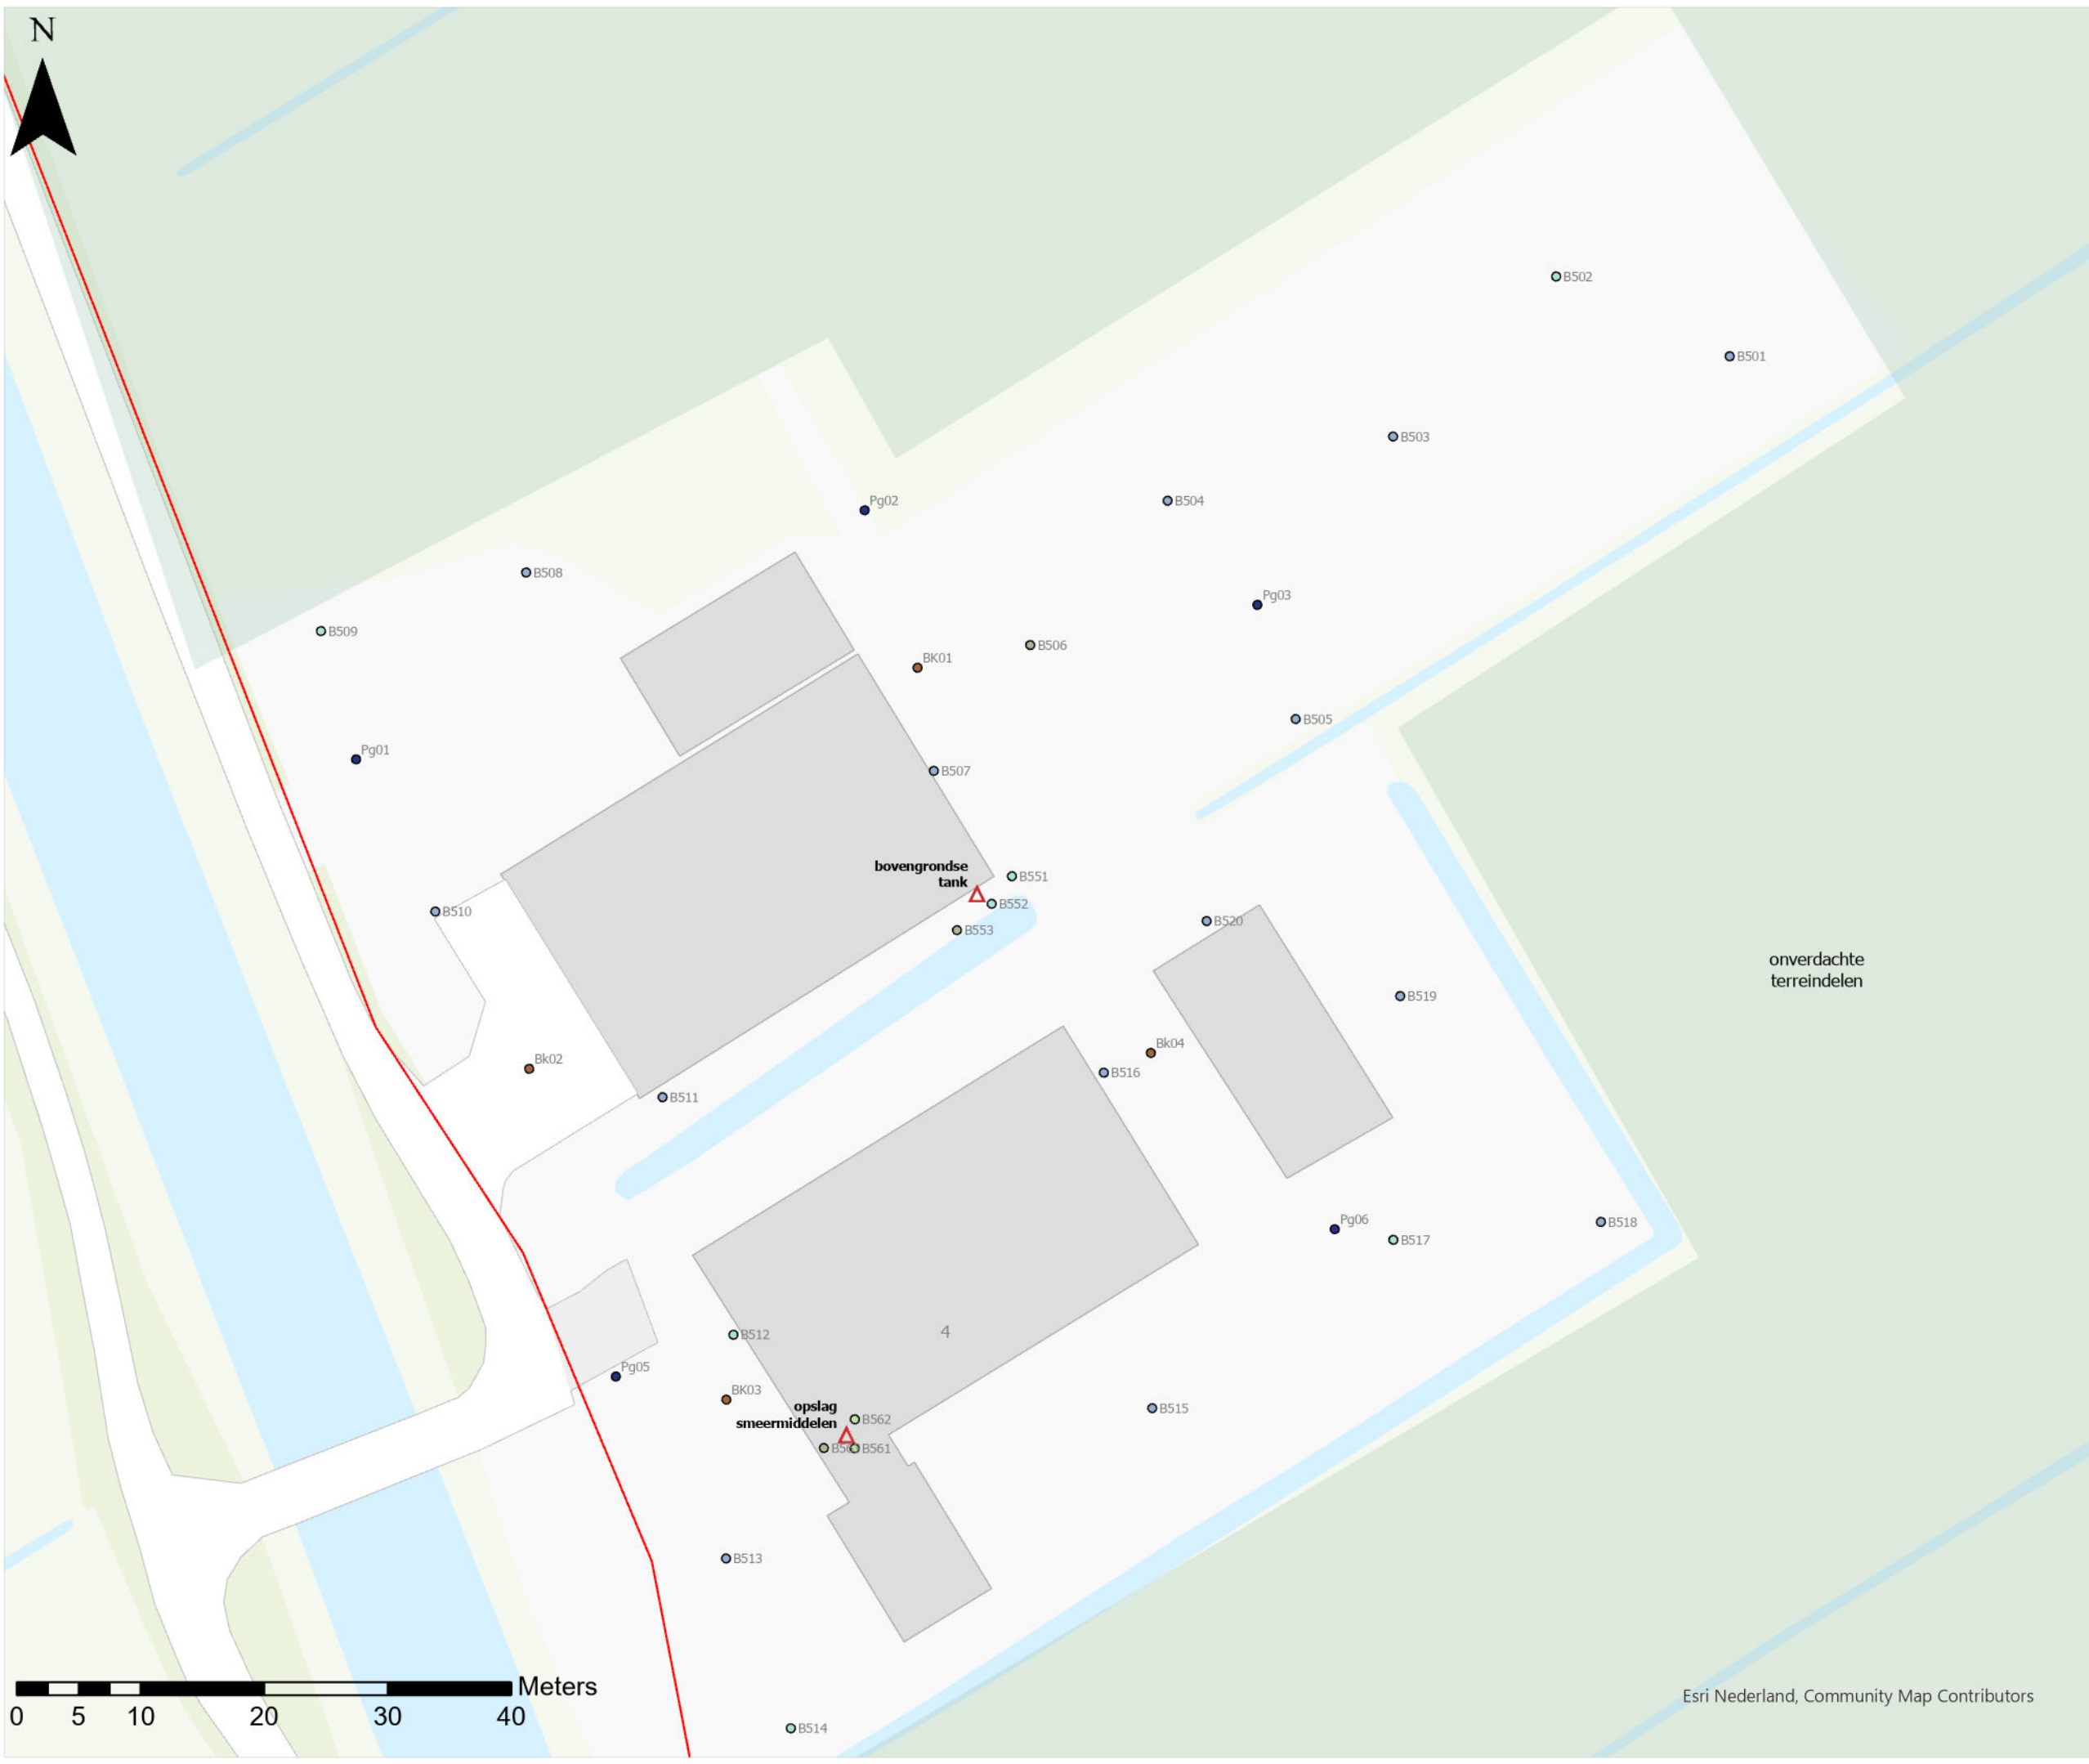 N
B502
B501
B503
Pg02
B504
B508
Pg03
B509
B506
BK01
B505
Pg01
B507
bovengrondse
tank
B551
B552
B510
B520
B553
onverdachte
terreindelen
B519
Bk04
Bk02
B516
B511
Pg06
B518
B517
4
B512
Pg05
BK03
opslag
smeermiddelen
B562
B561
B515
B513
Meters
0 5 10 20 30 40
Esri Nederland, Community Map Contributors
B514